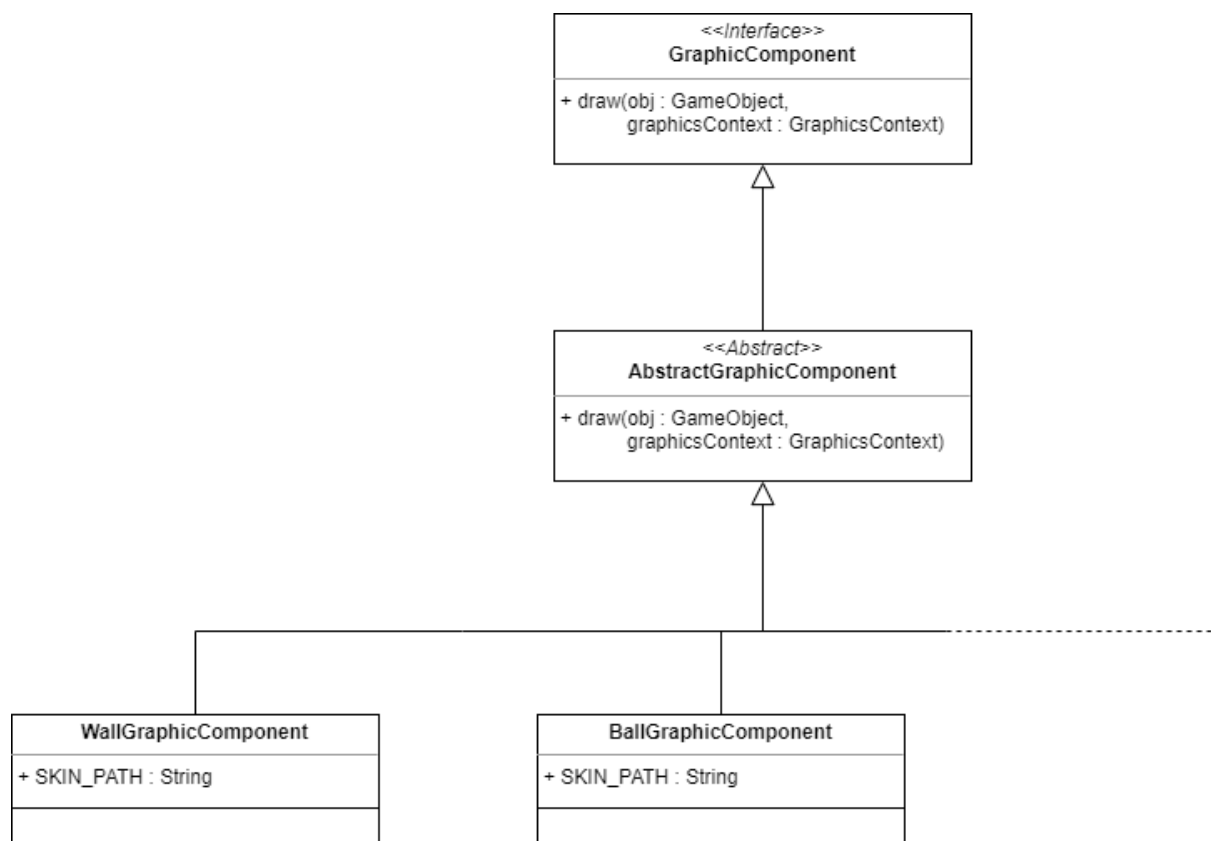 <<Interface>>
GraphicComponent
+ draw(obj : GameObject,
graphicsContext : GraphicsContext)
<<Abstract>>
AbstractGraphicComponent
+ draw(obj : GameObject,
graphicsContext : GraphicsContext)
WallGraphicComponent
+ SKIN_PATH : String
BallGraphicComponent
+ SKIN_PATH : String